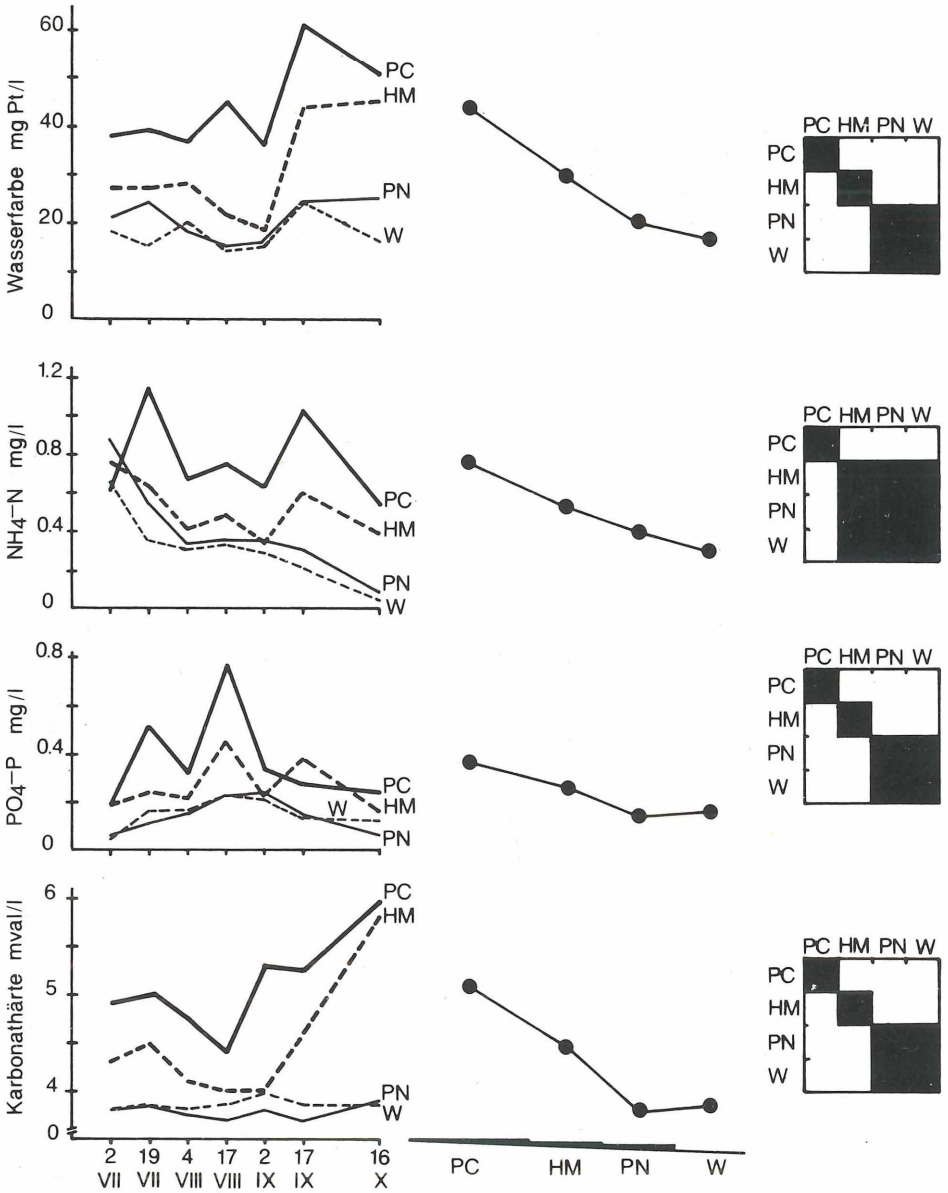 Wasserfarbe mg Pt/l
60
40
20
0
PC
HM
PN
W
PC HM PN W
PC
HM
PN
W
NH4–N mg/l
1.2
0.8
0.4
0
PC
HM
PN
W
PC HM PN W
PC
HM
PN
W
PO4–P mg/l
0.8
0.4
0
W
PC
HM
PN
PC HM PN W
PC
HM
PN
W
Karbonathärte mval/l
6
5
4
0
PC
HM
PN
W
PC HM PN W
PC
HM
PN
W
2 19 4 17 2 17 16
VII VII VIII VIII IX IX X
PC HM PN W